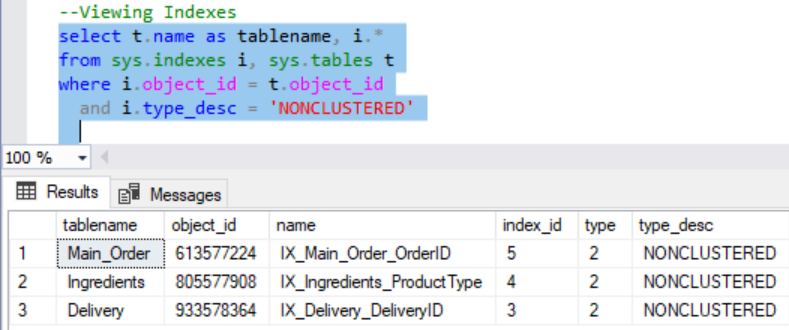 --Viewing Indexes
select t.name as tablename, i.*
from sys.indexes i, sys.tables t
where i.object_id = t.object_id
and i.type_desc = 'NONCLUSTERED'
100 %
Results Messages
tablename object_id name index_id type type_desc
1 Main_Order 613577224 IX_Main_Order_OrderID 5 2 NONCLUSTERED
2 Ingredients 805577908 IX_Ingredients_ProductType 4 2 NONCLUSTERED
3 Delivery 933578364 IX_Delivery_DeliveryID 3 2 NONCLUSTERED